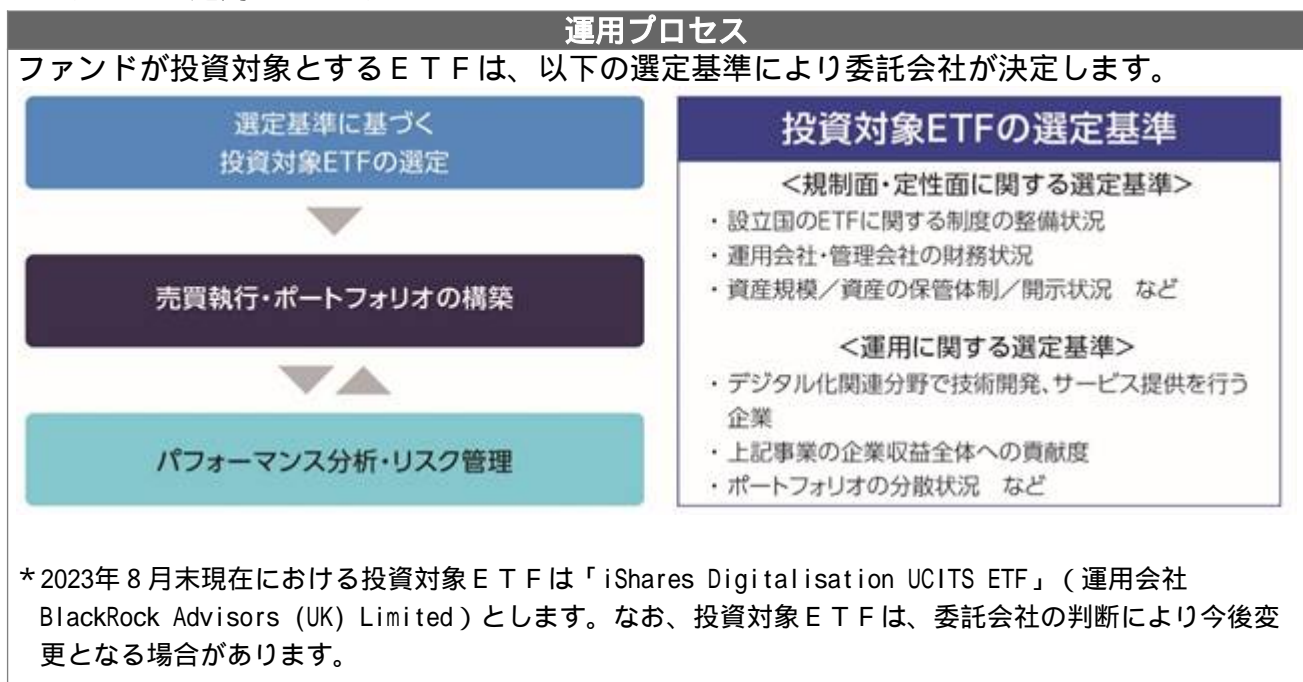 運用プロセス
ファンドが投資対象とするＥＴＦは、以下の選定基準により委託会社が決定します。
選定基準に基づく
投資対象ETFの選定
売買執行・ポートフォリオの構築
パフォーマンス分析・リスク管理
投資対象ETFの選定基準
＜規制面・定性面に関する選定基準＞
・設立国のETFに関する制度の整備状況
・運用会社・管理会社の財務状況
・資産規模／資産の保管体制／開示状況　など
＜運用に関する選定基準＞
・デジタル化関連分野で技術開発、サービス提供を行う
企業
・上記事業の企業収益全体への貢献度
・ポートフォリオの分散状況　など
＊2023年８月末現在における投資対象ＥＴＦは「iShares Digitalisation UCITS ETF」（運用会社
BlackRock Advisors (UK) Limited）とします。なお、投資対象ＥＴＦは、委託会社の判断により今後変
更となる場合があります。